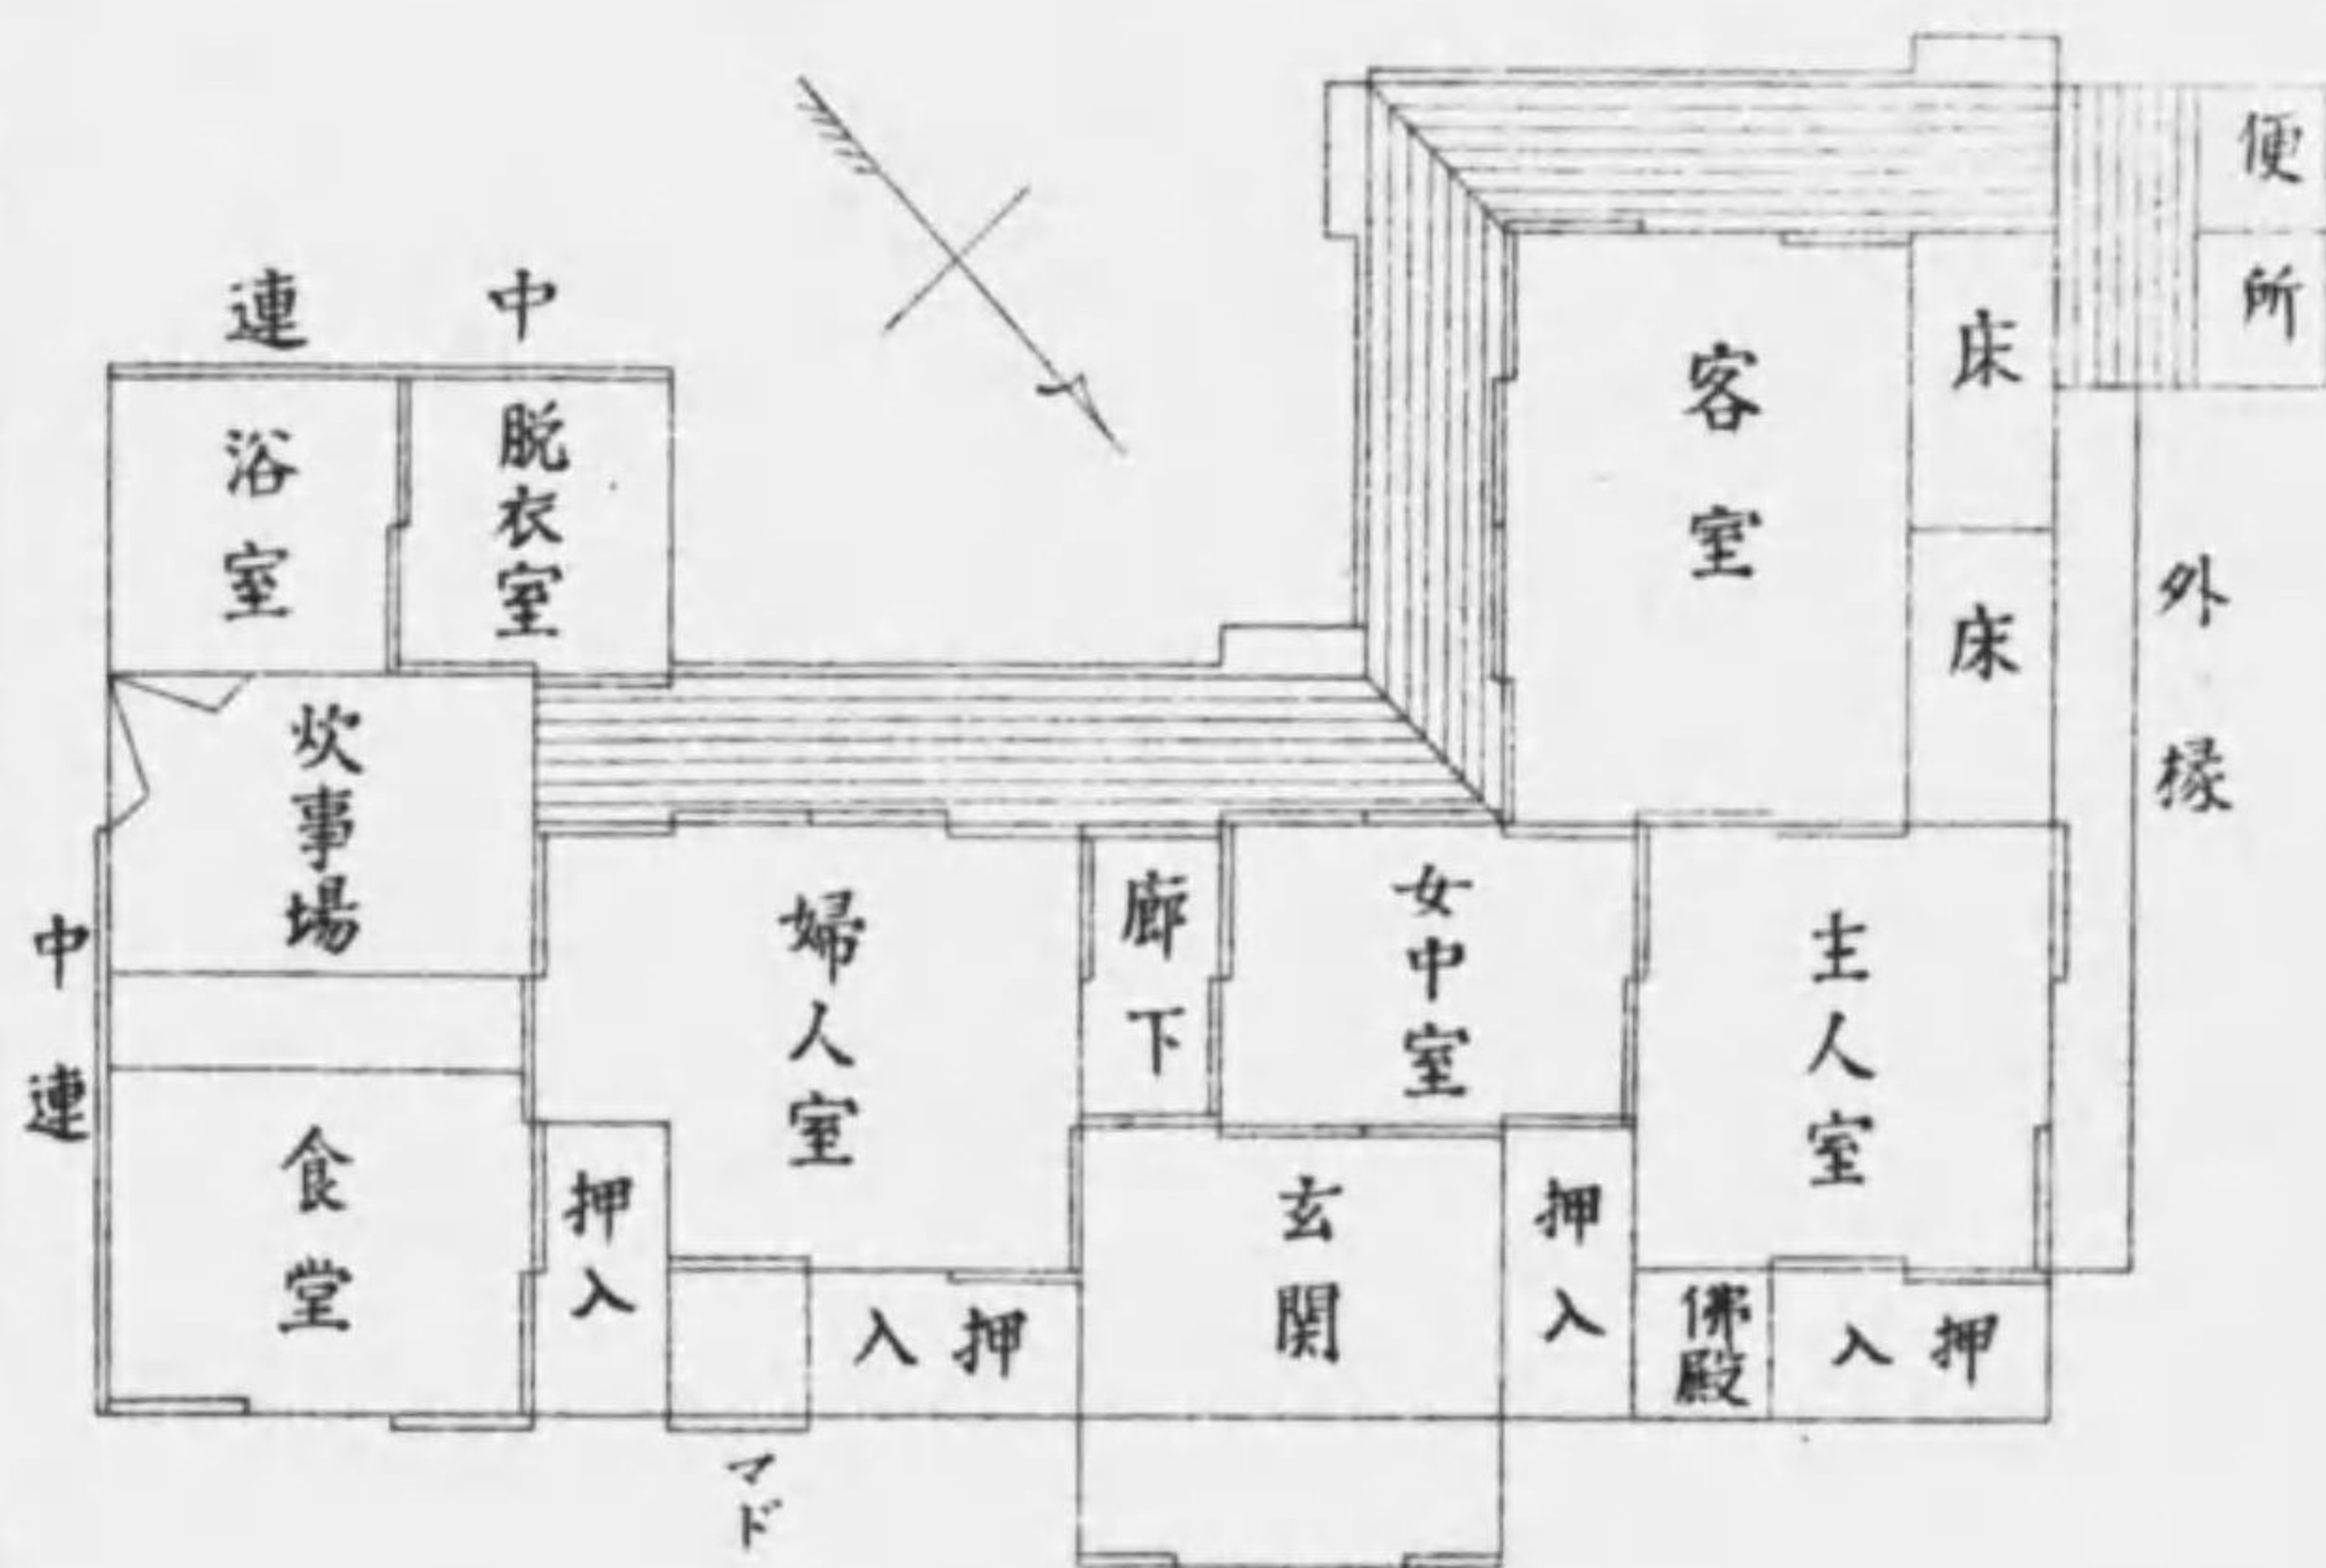 便所
中連
床
客室
浴室
脱衣室
床
外縁
炊事場
婦人室
廊下
女中室
主人室
中連
食堂
押入
押入
玄関
押入
佛殿
押入
マド